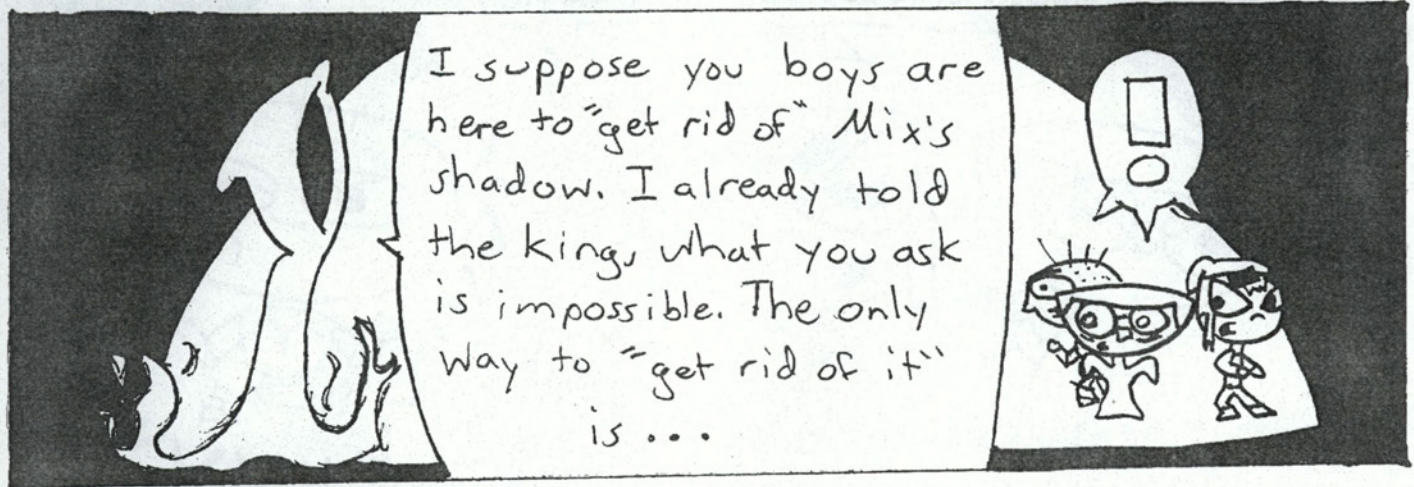 I suppose you boys are
here to "get rid of" Mix's
shadow. I already told
the king, what you ask
is impossible. The only
way to "get rid of it"
is...
!